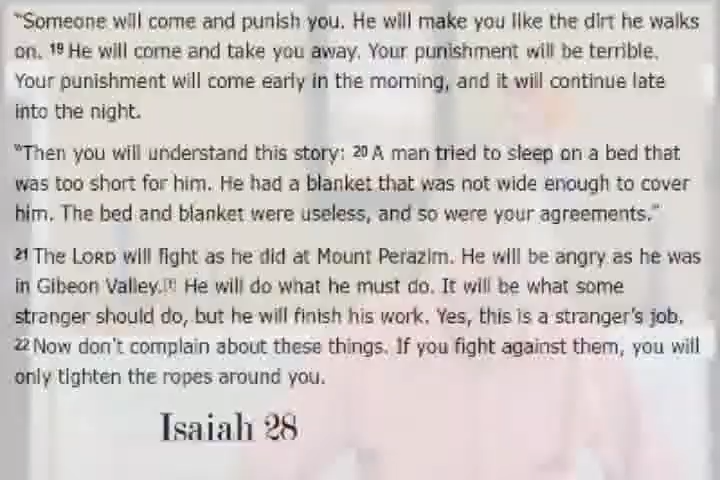 “Someone will come and punish you. He will make you like the dirt he walks
on. 19 He will come and take you away. Your punishment will be terrible.
Your punishment will come early in the morning, and it will continue late
into the night.
“Then you will understand this story: 20 A man tried to sleep on a bed that
was too short for him. He had a blanket that was not wide enough to cover
him. The bed and blanket were useless, and so were your agreements.”
21 The LORD will fight as he did at Mount Perazim. He will be angry as he was
in Gibeon Valley. He will do what he must do. It will be what some
stranger should do, but he will finish his work. Yes, this is a stranger’s job.
22 Now don’t complain about these things. If you fight against them, you will
only tighten the ropes around you.
Isaiah 28